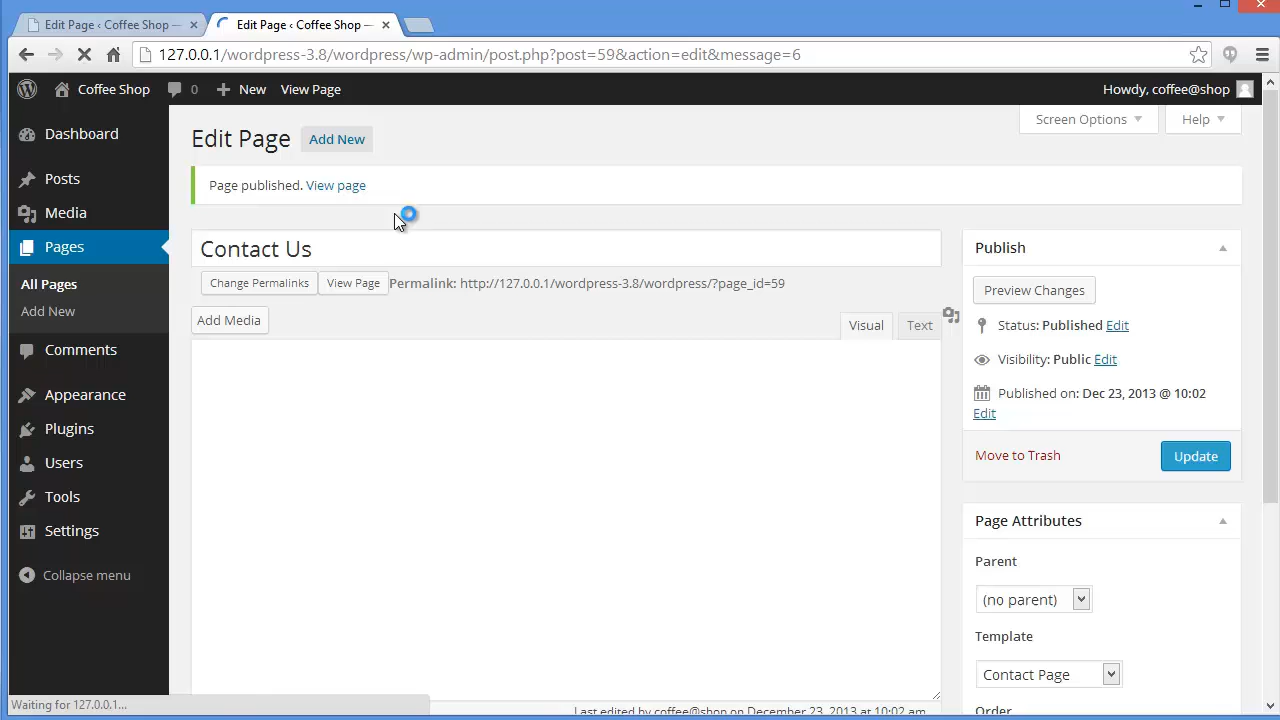 Edit Page ‹ Coffee Shop —
Edit Page ‹ Coffee Shop —
127.0.0.1/wordpress-3.8/wordpress/wp-admin/post.php?post=59&action=edit&message=6
Coffee Shop
0
New
View Page
Howdy, coffee@shop
Dashboard
Posts
Media
Pages
All Pages
Add New
Comments
Appearance
Plugins
Users
Tools
Settings
Collapse menu
Screen Options
Help
Edit Page
Add New
Page published. View page
Contact Us
Change Permalinks
View Page
Permalink: http://127.0.0.1/wordpress-3.8/wordpress/?page_id=59
Add Media
Visual
Text
Publish
Preview Changes
Status: Published Edit
Visibility: Public Edit
Published on: Dec 23, 2013 @ 10:02
Edit
Move to Trash
Update
Page Attributes
Parent
(no parent)
Template
Contact Page
Order
Last edited by coffee@shop on December 23, 2013 at 10:02 am
Waiting for 127.0.0.1...